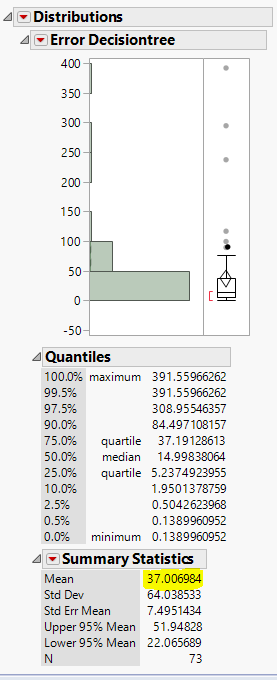 Distributions
Error Decisiontree
400
350
300
250
200
150
100
50
0
-50
Quantiles
100.0% maximum 391.55966262
99.5% 391.55966262
97.5% 308.95546357
90.0% 84.497108157
75.0% quartile 37.19128613
50.0% median 14.99838064
25.0% quartile 5.2374923955
10.0% 1.9501378759
2.5% 0.5042623968
0.5% 0.1389960952
0.0% minimum 0.1389960952
Summary Statistics
Mean 37.006984
Std Dev 64.038533
Std Err Mean 7.4951434
Upper 95% Mean 51.94828
Lower 95% Mean 22.065689
N 73